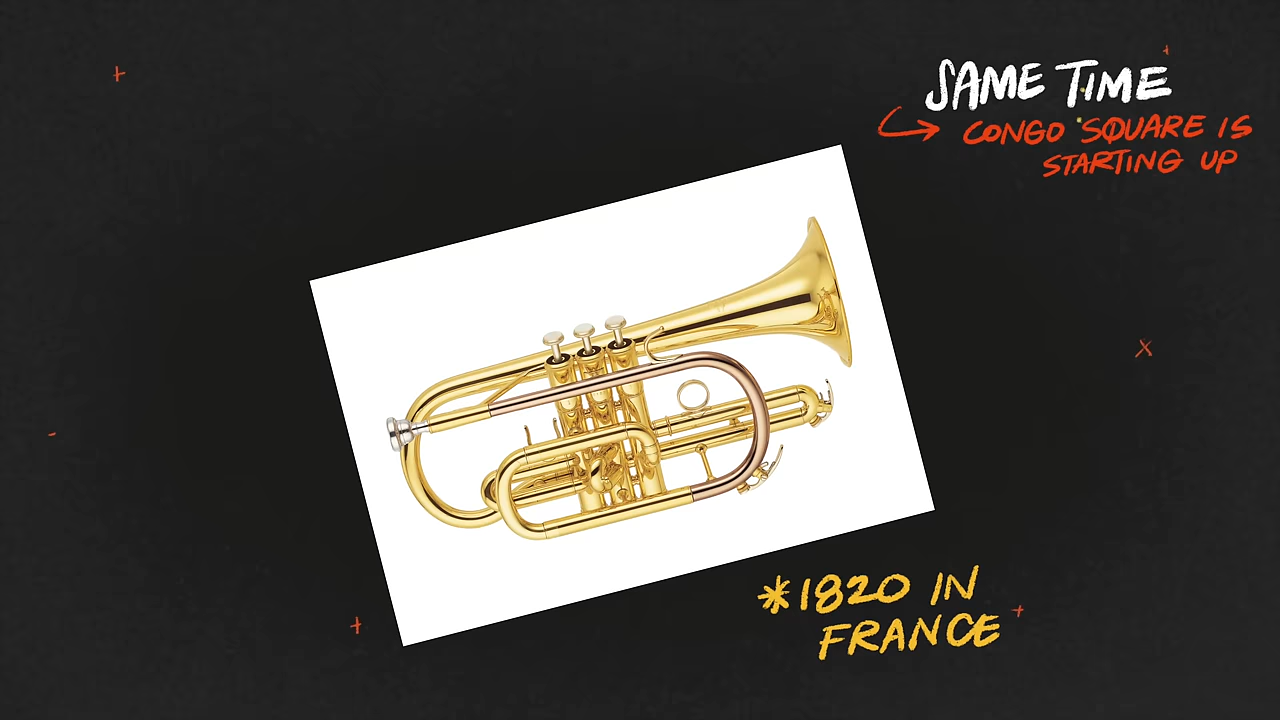 SAME TIME
CONGO SQUARE IS
STARTING UP
*1820 IN
FRANCE